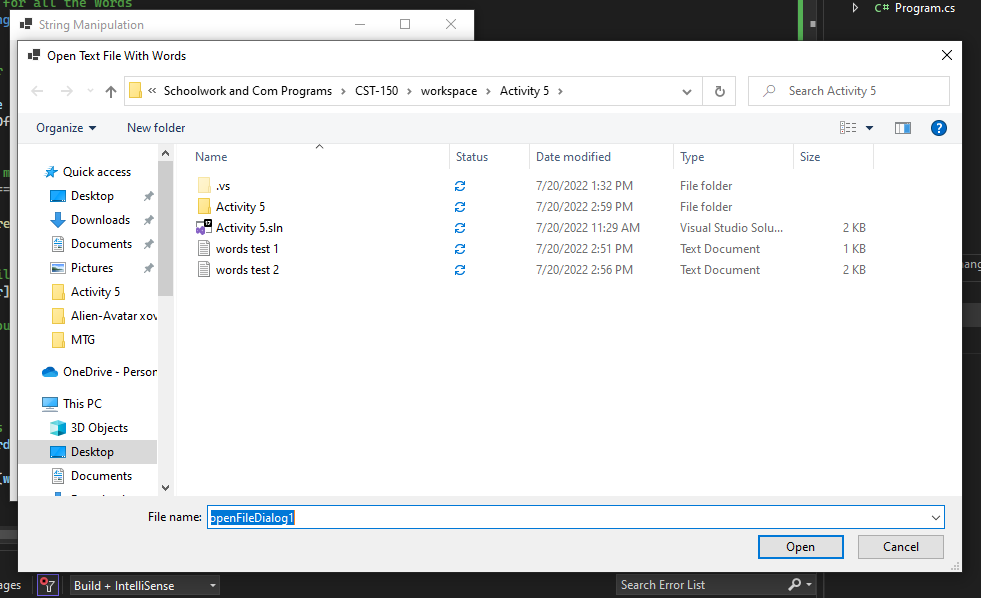 for all the words
C# Program.cs
String Manipulation
Open Text File With Words
« Schoolwork and Com Programs › CST-150 › workspace › Activity 5 ›
Search Activity 5
Organize
New folder
?
Name Status Date modified Type Size
.vs 7/20/2022 1:32 PM File folder
Activity 5 7/20/2022 2:59 PM File folder
Activity 5.sln 7/20/2022 11:29 AM Visual Studio Solu... 2 KB
words test 1 7/20/2022 2:51 PM Text Document 1 KB
words test 2 7/20/2022 2:56 PM Text Document 2 KB
Quick access
Desktop
Downloads
Documents
Pictures
Activity 5
Alien-Avatar xov
MTG
OneDrive - Person
This PC
3D Objects
Desktop
Documents
File name: openFileDialog1
Open
Cancel
ages
Build + IntelliSense
Search Error List